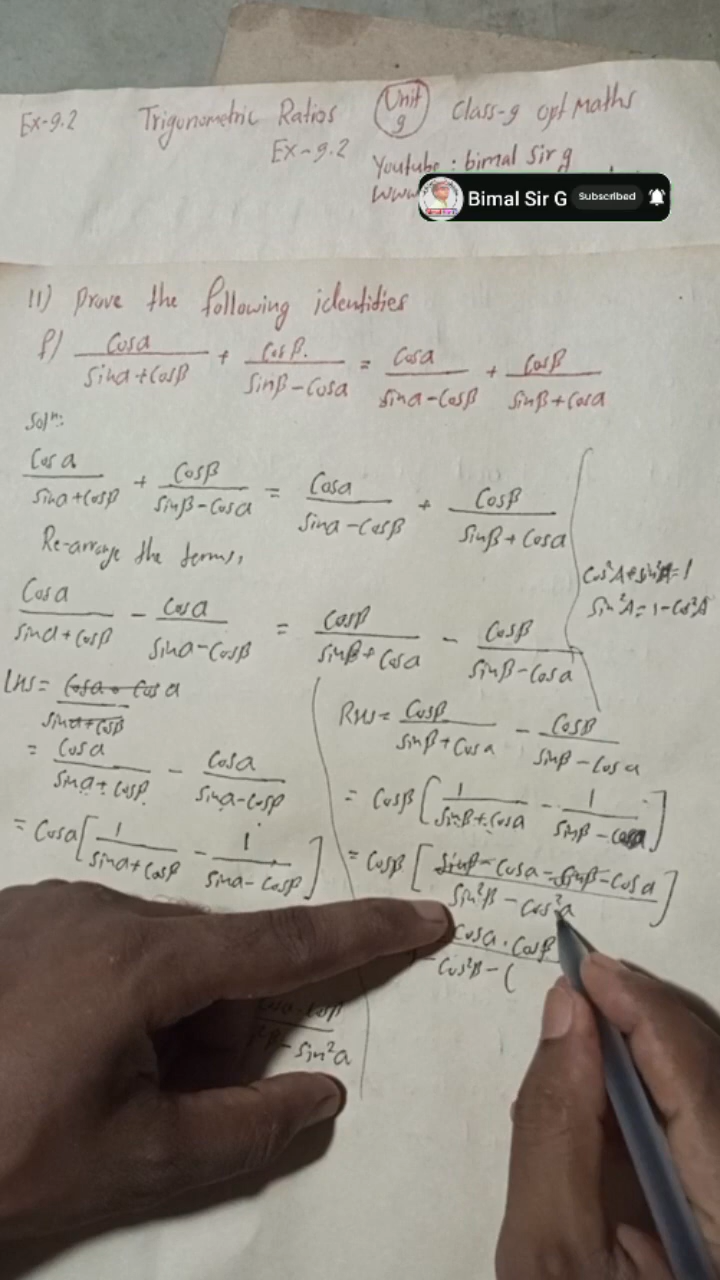 Ex-9.2 Trigonometric Ratios Unit 9 Class-9 opt Maths
Ex-9.2 Youtube: bimal Sir g
www
Bimal Sir G Subscribed
11) Prove the following identities
P) Cosα/(Sinα+Cosβ) + Cosβ/(Sinβ-Cosα) = Cosα/(Sinα-Cosβ) + Cosβ/(Sinβ+Cosα)
Solⁿ:
Cosα/(Sinα+Cosβ) + Cosβ/(Sinβ-Cosα) = Cosα/(Sinα-Cosβ) + Cosβ/(Sinβ+Cosα)
Re-arrange the terms,
Cos²A+Sin²A=1
Sin²A=1-Cos²A
Cosα/(Sinα+Cosβ) - Cosα/(Sinα-Cosβ) = Cosβ/(Sinβ+Cosα) - Cosβ/(Sinβ-Cosα)
LHS=
= Cosα/(Sinα+Cosβ) - Cosα/(Sinα-Cosβ)
= Cosα[1/(Sinα+Cosβ) - 1/(Sinα-Cosβ)]
Cosα.Cosβ
²β-Sin²α
RHS= Cosβ/(Sinβ+Cosα) - Cosβ/(Sinβ-Cosα)
= Cosβ[1/(Sinβ+Cosα) - 1/(Sinβ-Cosα)]
= Cosβ[(Sinβ-Cosα-Sinβ-Cosα)/(Sin²β-Cos²α)]
Cosα.Cosβ
-Cos²β-(